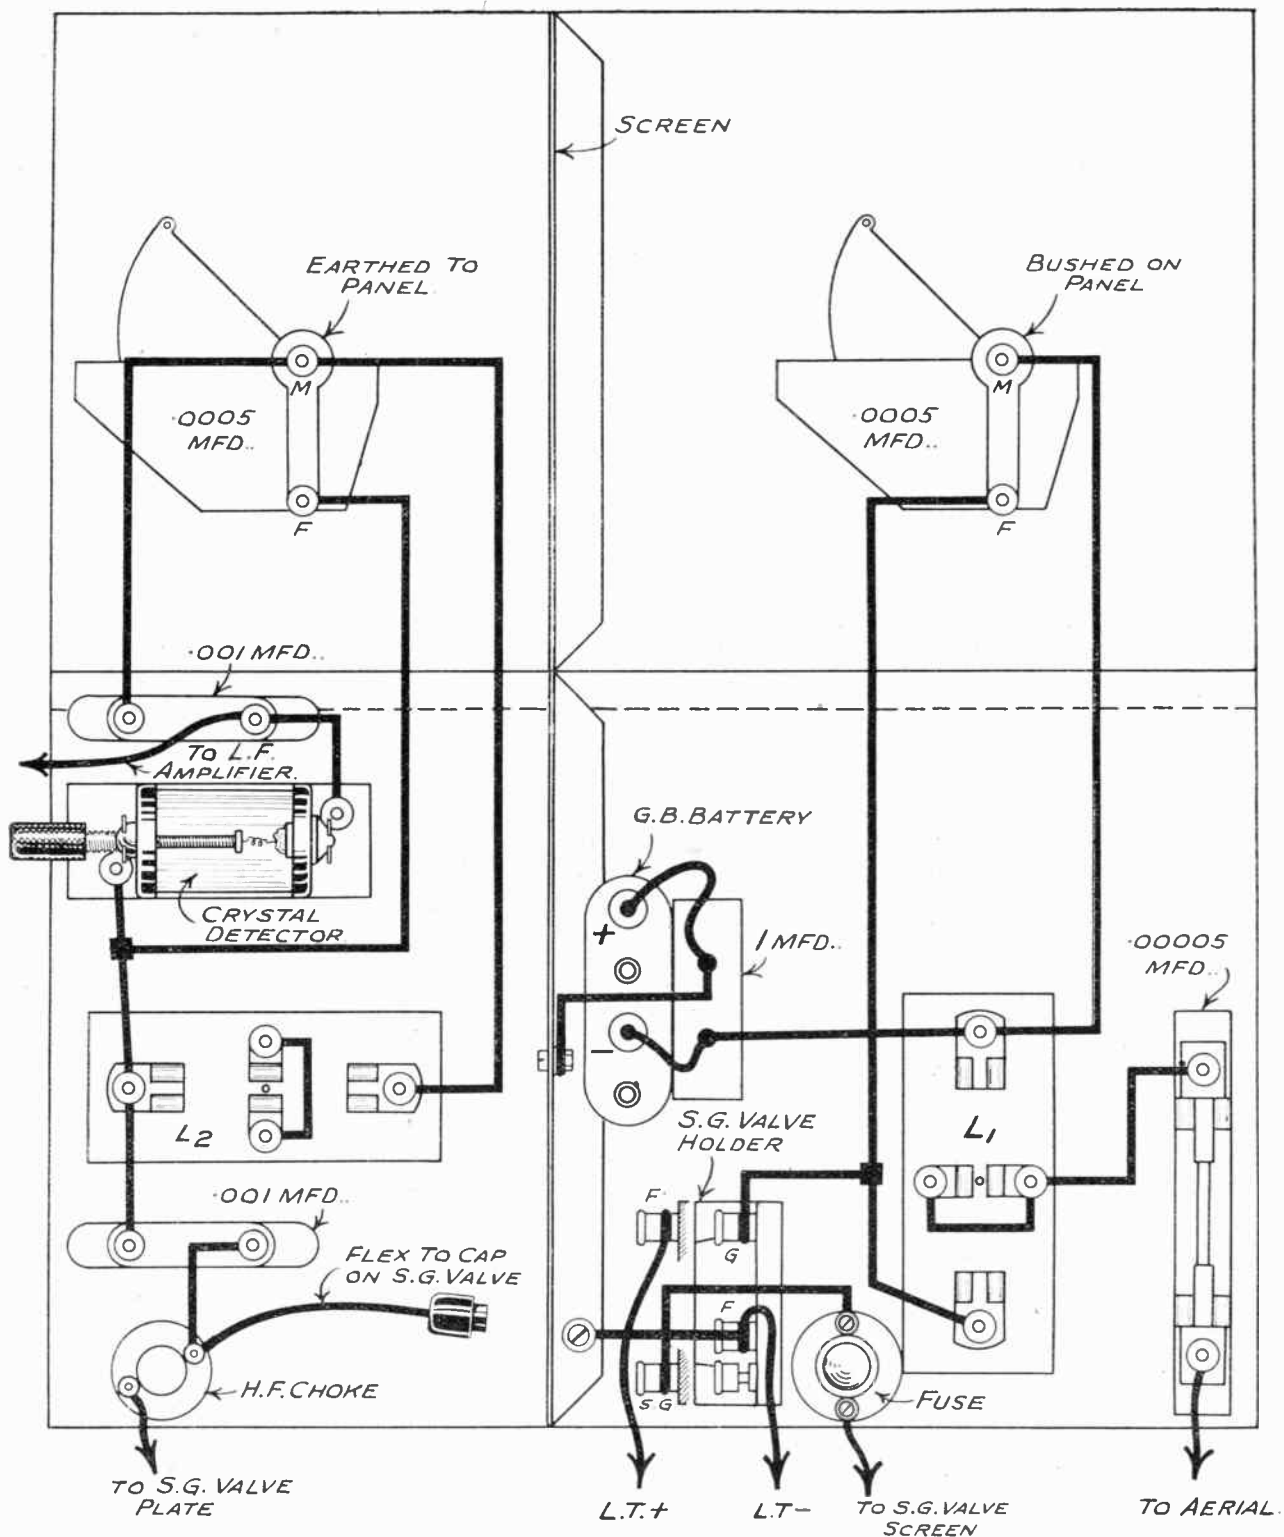 SCREEN
EARTHED TO
PANEL
BUSHED ON
PANEL
M
M
.0005
MFD..
.0005
MFD..
F
F
.001 MFD..
TO L.F.
AMPLIFIER.
G.B. BATTERY
CRYSTAL
DETECTOR
+
1 MFD..
.00005
MFD..
−
S.G. VALVE
HOLDER
L2
L1
.001 MFD..
F
G
FLEX TO CAP
ON S.G. VALVE
F
H.F. CHOKE
S.G
FUSE
TO S.G. VALVE
PLATE
L.T.+
L.T−
TO S.G. VALVE
SCREEN
TO AERIAL.